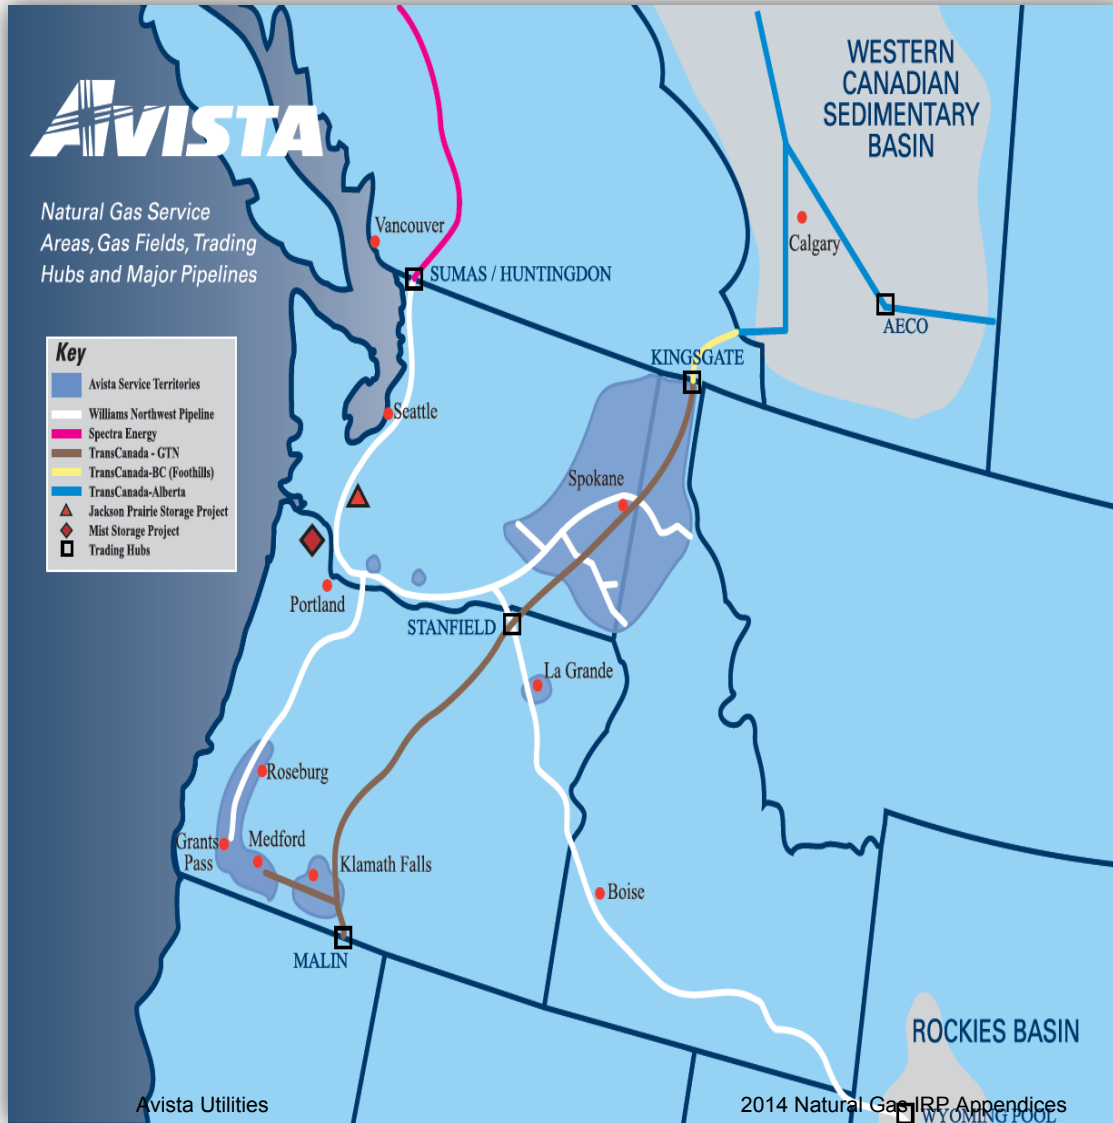 AVISTA
Natural Gas Service
Areas, Gas Fields, Trading
Hubs and Major Pipelines
WESTERN
CANADIAN
SEDIMENTARY
BASIN
Vancouver
SUMAS / HUNTINGDON
Calgary
AECO
KINGSGATE
Key
Avista Service Territories
Williams Northwest Pipeline
Spectra Energy
TransCanada - GTN
TransCanada-BC (Foothills)
TransCanada-Alberta
Jackson Prairie Storage Project
Mist Storage Project
Trading Hubs
Seattle
Spokane
Portland
STANFIELD
La Grande
Roseburg
Grants
Pass
Medford
Klamath Falls
Boise
MALIN
ROCKIES BASIN
Avista Utilities
2014 Natural Gas IRP Appendices
WYOMING POOL